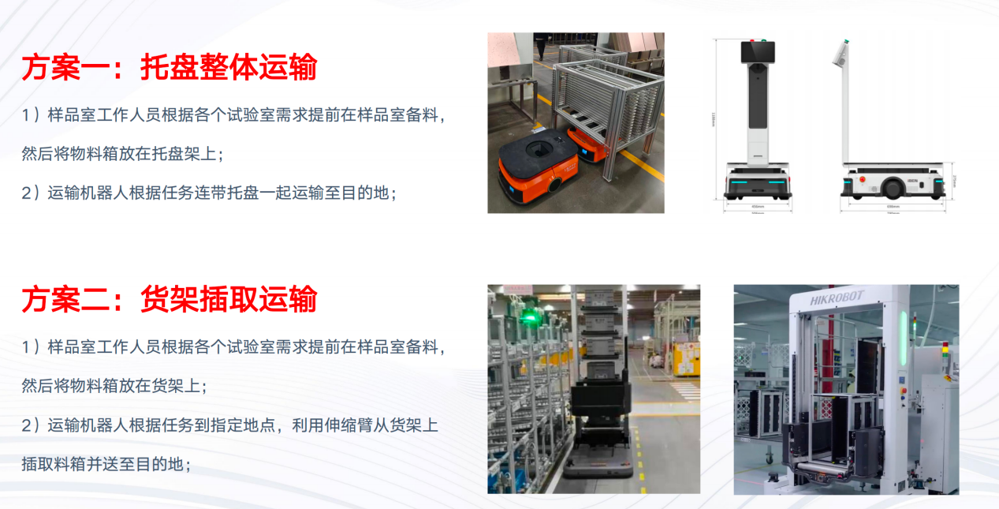 方案一：托盘整体运输
1）样品室工作人员根据各个试验室需求提前在样品室备料，
然后将物料箱放在托盘架上；
2）运输机器人根据任务连带托盘一起运输至目的地；
方案二：货架插取运输
1）样品室工作人员根据各个试验室需求提前在样品室备料，
然后将物料箱放在货架上；
2）运输机器人根据任务到指定地点，利用伸缩臂从货架上
插取料箱并送至目的地；
HIKROBOT